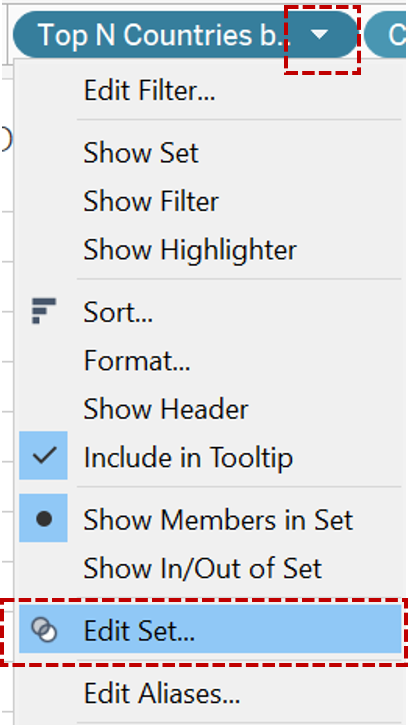 Top N Countries b..
C
Edit Filter...
Show Set
Show Filter
Show Highlighter
Sort...
Format...
Show Header
Include in Tooltip
Show Members in Set
Show In/Out of Set
Edit Set...
Edit Aliases...